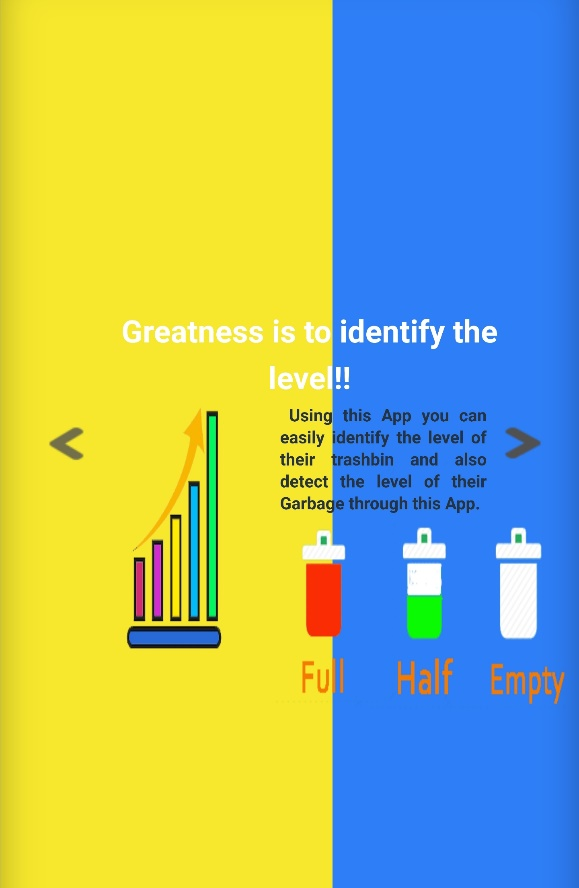 Greatness is to identify the
level!!
Using this App you can
easily identify the level of
their trashbin and also
detect the level of their
Garbage through this App.
Full Half Empty